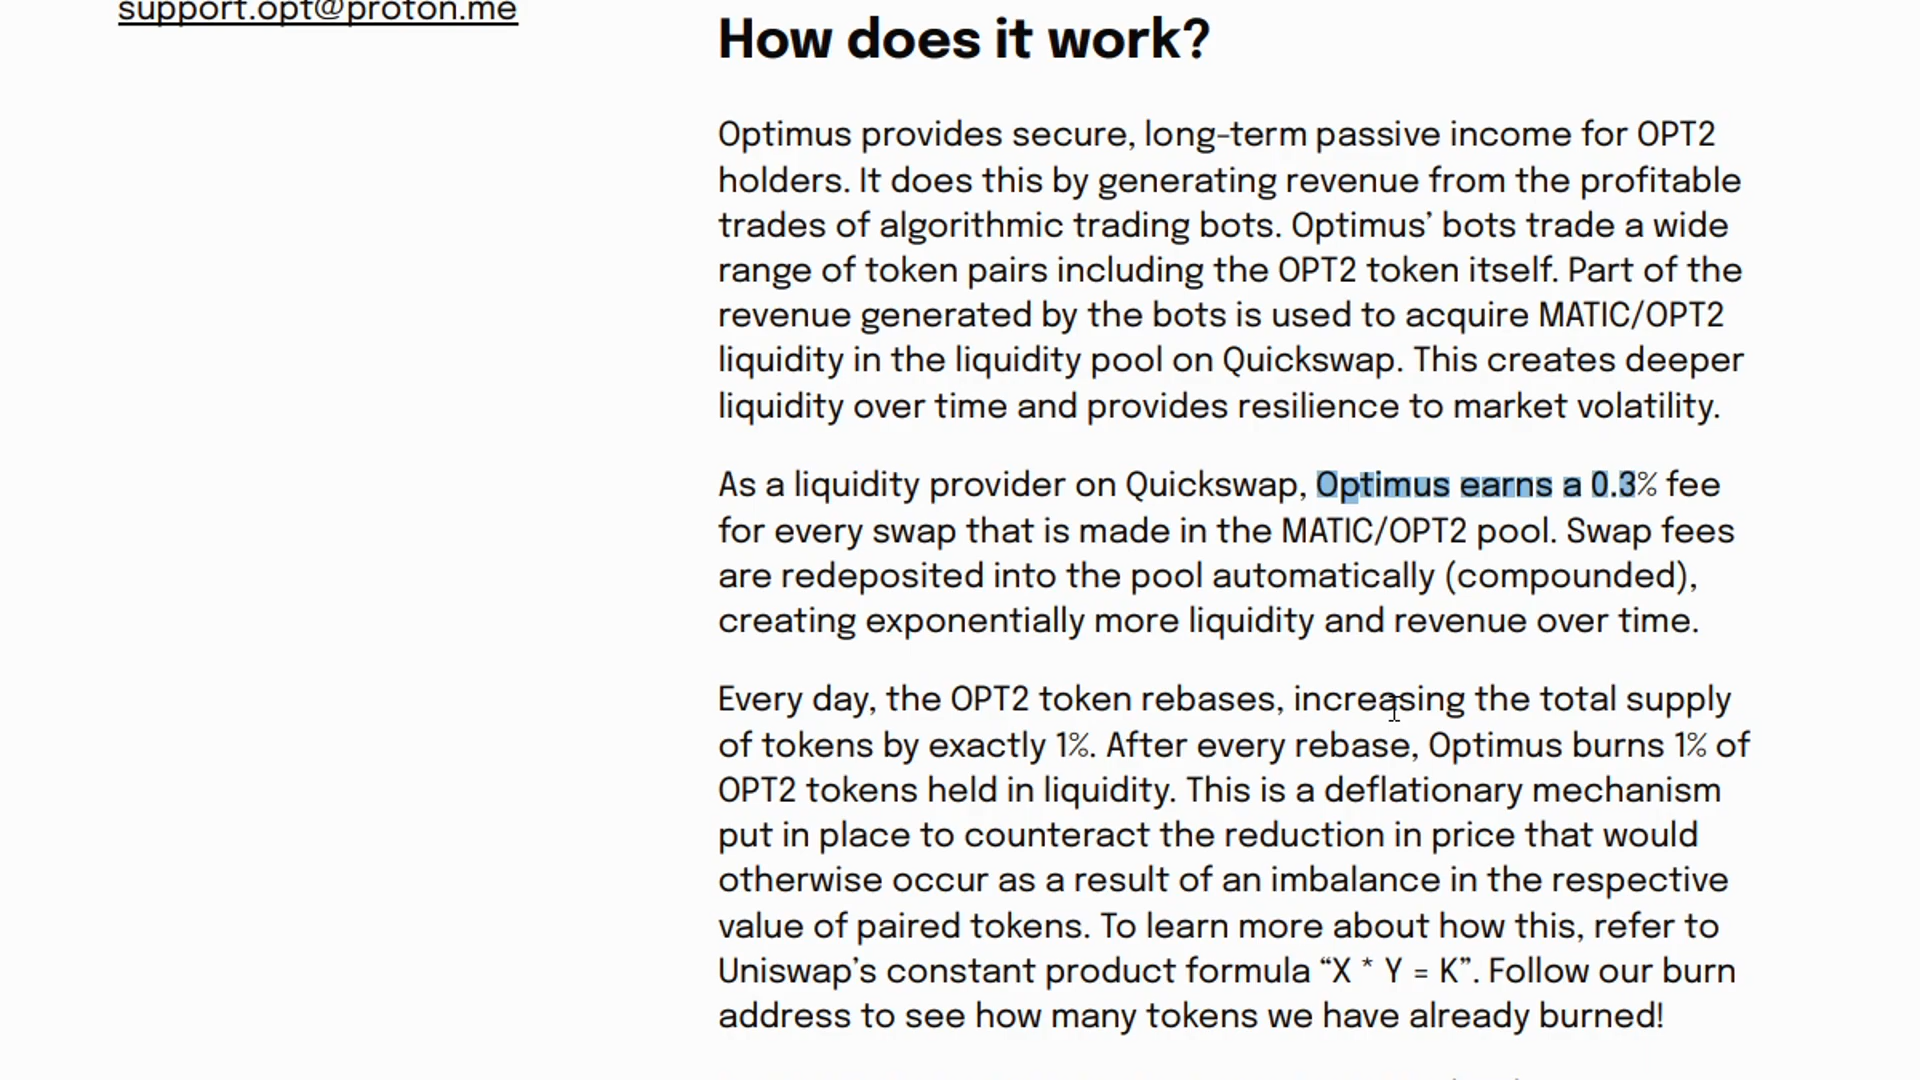 support.opt@proton.me
How does it work?
Optimus provides secure, long-term passive income for OPT2
holders. It does this by generating revenue from the profitable
trades of algorithmic trading bots. Optimus’ bots trade a wide
range of token pairs including the OPT2 token itself. Part of the
revenue generated by the bots is used to acquire MATIC/OPT2
liquidity in the liquidity pool on Quickswap. This creates deeper
liquidity over time and provides resilience to market volatility.
As a liquidity provider on Quickswap, Optimus earns a 0.3% fee
for every swap that is made in the MATIC/OPT2 pool. Swap fees
are redeposited into the pool automatically (compounded),
creating exponentially more liquidity and revenue over time.
Every day, the OPT2 token rebases, increasing the total supply
of tokens by exactly 1%. After every rebase, Optimus burns 1% of
OPT2 tokens held in liquidity. This is a deflationary mechanism
put in place to counteract the reduction in price that would
otherwise occur as a result of an imbalance in the respective
value of paired tokens. To learn more about how this, refer to
Uniswap’s constant product formula “X * Y = K”. Follow our burn
address to see how many tokens we have already burned!